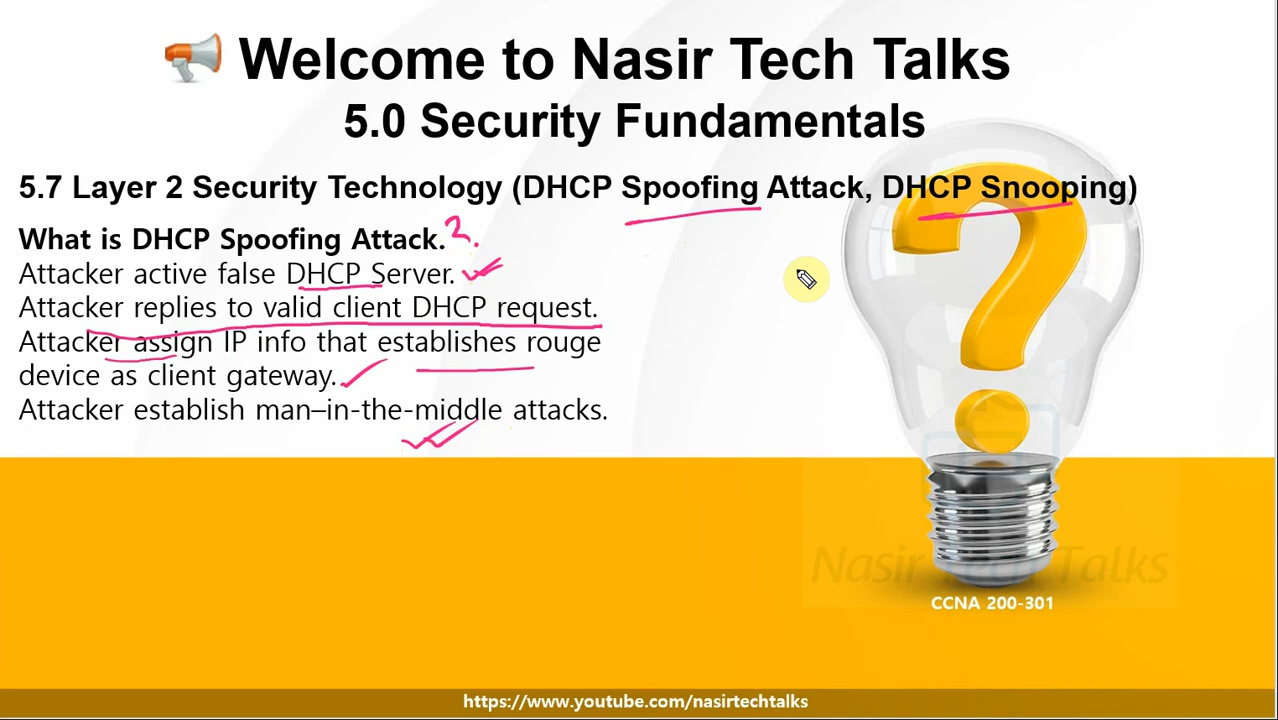 Welcome to Nasir Tech Talks
5.0 Security Fundamentals
5.7 Layer 2 Security Technology (DHCP Spoofing Attack, DHCP Snooping)
What is DHCP Spoofing Attack.?
Attacker active false DHCP Server.
Attacker replies to valid client DHCP request.
Attacker assign IP info that establishes rouge
device as client gateway.
Attacker establish man–in-the-middle attacks.
Nasir Tech Talks
CCNA 200-301
https://www.youtube.com/nasirtechtalks